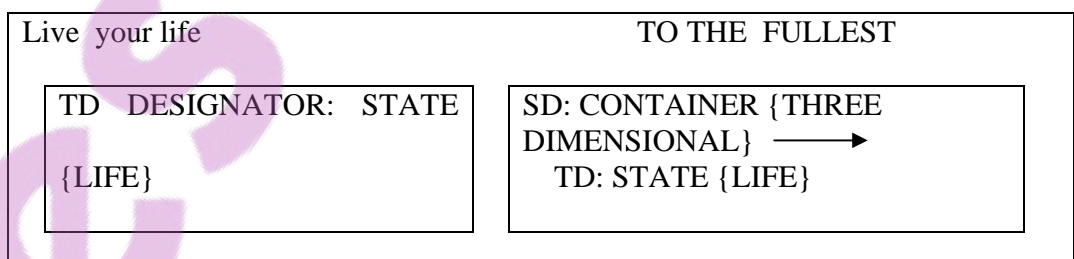 Live your life TO THE FULLEST
TD DESIGNATOR: STATE
{LIFE}
SD: CONTAINER {THREE
DIMENSIONAL} →
TD: STATE {LIFE}